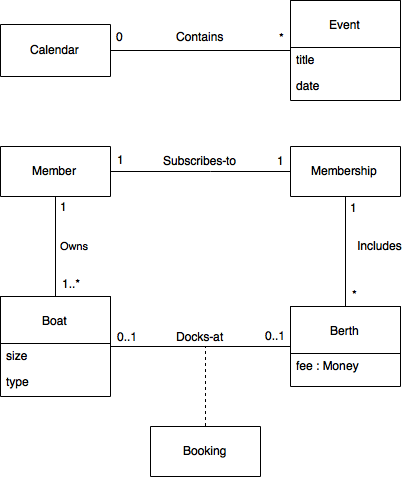 Event
Calendar
0
Contains
*
title
date
Member
1
Subscribes-to
1
Membership
1
1
Owns
Includes
1..*
*
Boat
Berth
0..1
Docks-at
0..1
size
fee : Money
type
Booking